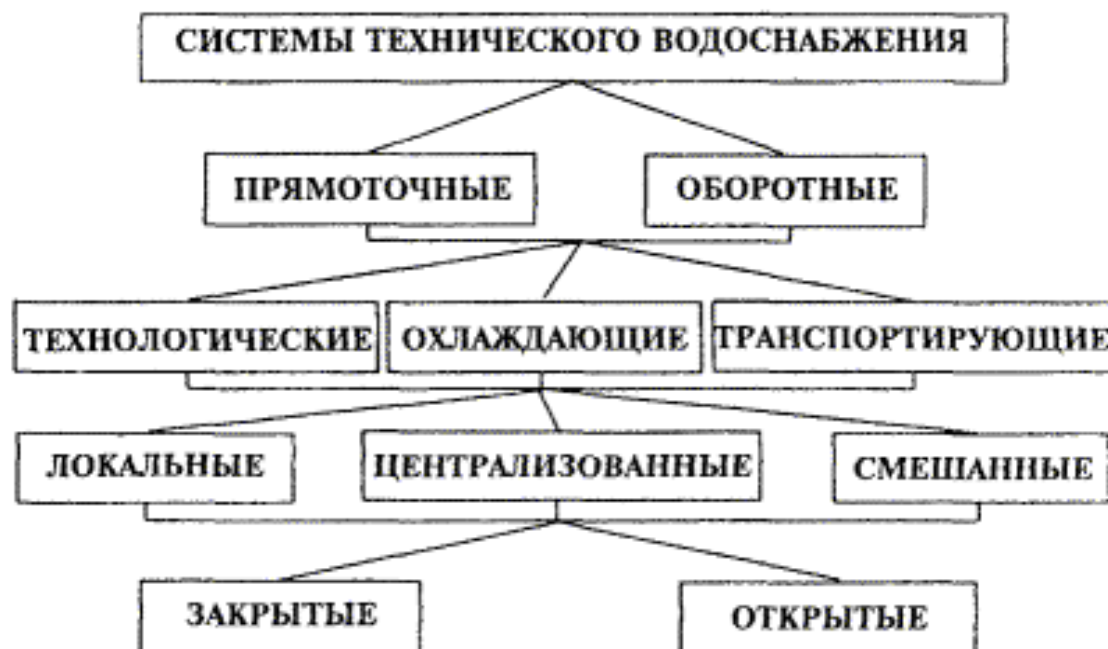 СИСТЕМЫ ТЕХНИЧЕСКОГО ВОДОСНАБЖЕНИЯ
ПРЯМОТОЧНЫЕ
ОБОРОТНЫЕ
ТЕХНОЛОГИЧЕСКИЕ
ОХЛАЖДАЮЩИЕ
ТРАНСПОРТИРУЮЩИЕ
ЛОКАЛЬНЫЕ
ЦЕНТРАЛИЗОВАННЫЕ
СМЕШАННЫЕ
ЗАКРЫТЫЕ
ОТКРЫТЫЕ